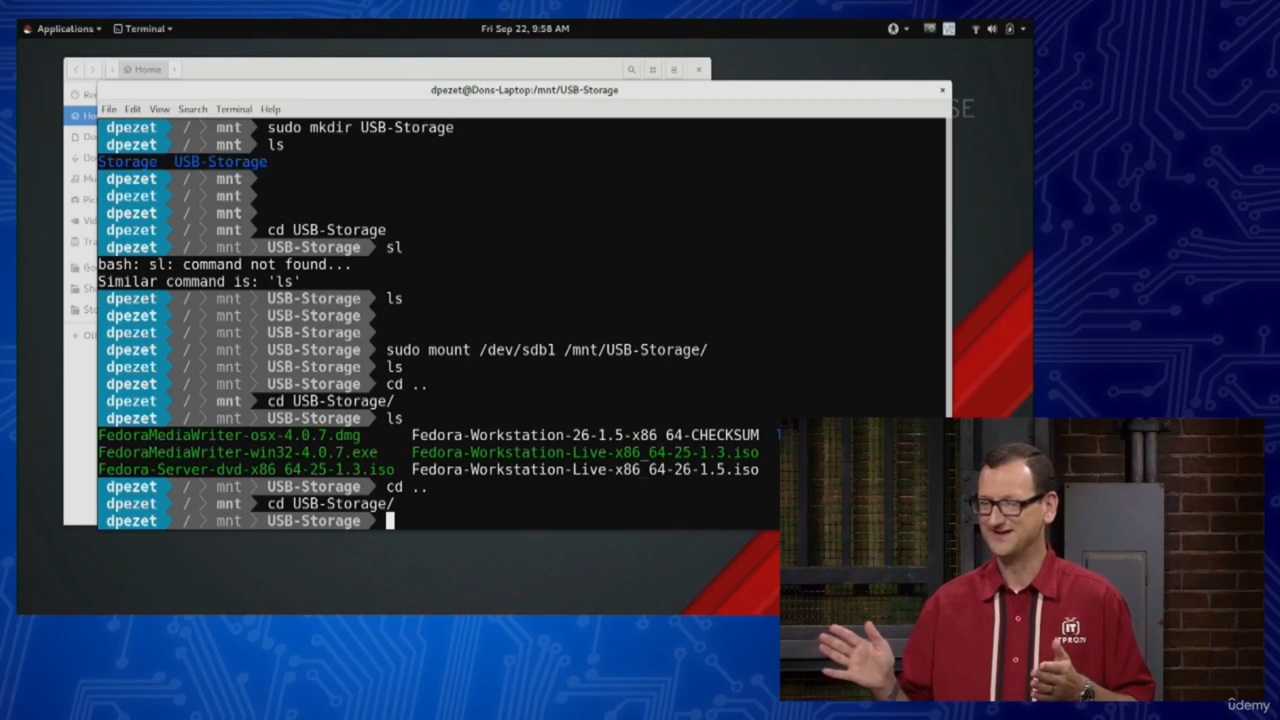 Applications Terminal Fri Sep 22, 9:58 AM
Home
SE
dpezet@Dons-Laptop:/mnt/USB-Storage
File Edit View Search Terminal Help
dpezet / mnt sudo mkdir USB-Storage
dpezet / mnt ls
Storage USB-Storage
dpezet / mnt
dpezet / mnt
dpezet / mnt
dpezet / mnt cd USB-Storage
dpezet / mnt USB-Storage sl
bash: sl: command not found...
Similar command is: 'ls'
dpezet / mnt USB-Storage ls
dpezet / mnt USB-Storage
dpezet / mnt USB-Storage
dpezet / mnt USB-Storage sudo mount /dev/sdb1 /mnt/USB-Storage/
dpezet / mnt USB-Storage ls
dpezet / mnt USB-Storage cd ..
dpezet / mnt cd USB-Storage/
dpezet / mnt USB-Storage ls
FedoraMediaWriter-osx-4.0.7.dmg Fedora-Workstation-26-1.5-x86_64-CHECKSUM
FedoraMediaWriter-win32-4.0.7.exe Fedora-Workstation-Live-x86_64-25-1.3.iso
Fedora-Server-dvd-x86_64-25-1.3.iso Fedora-Workstation-Live-x86_64-26-1.5.iso
dpezet / mnt USB-Storage cd ..
dpezet / mnt cd USB-Storage/
dpezet / mnt USB-Storage
IT
ITPRO.TV
udemy